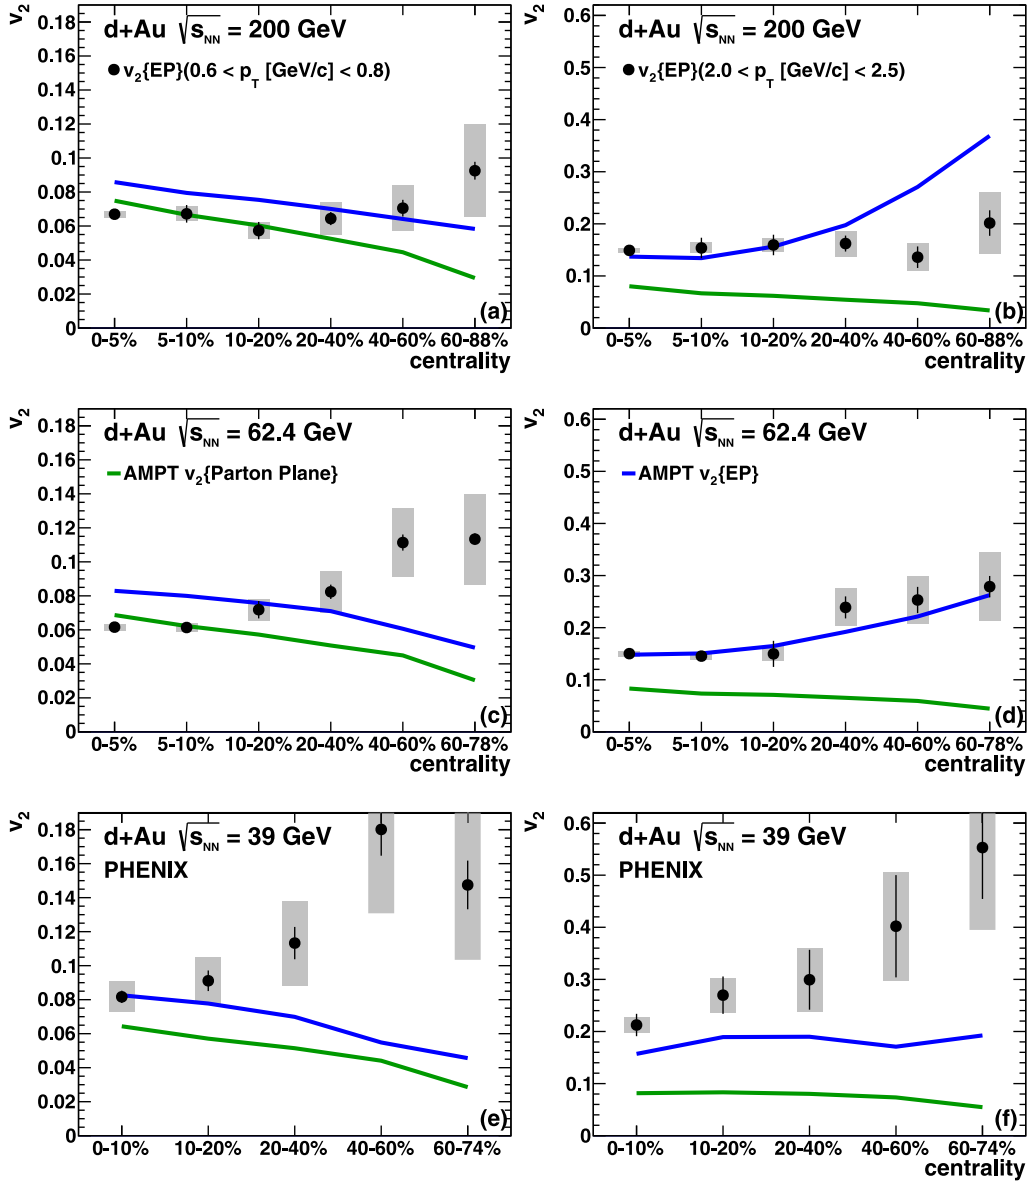 v₂
d+Au √s_NN = 200 GeV
v₂{EP}(0.6 < p_T [GeV/c] < 0.8)
0.18
0.16
0.14
0.12
0.1
0.08
0.06
0.04
0.02
0
(a)
0-5% 5-10% 10-20% 20-40% 40-60% 60-88%
centrality
v₂
d+Au √s_NN = 200 GeV
v₂{EP}(2.0 < p_T [GeV/c] < 2.5)
0.6
0.5
0.4
0.3
0.2
0.1
0
(b)
0-5% 5-10% 10-20% 20-40% 40-60% 60-88%
centrality
v₂
d+Au √s_NN = 62.4 GeV
AMPT v₂{Parton Plane}
0.18
0.16
0.14
0.12
0.1
0.08
0.06
0.04
0.02
0
(c)
0-5% 5-10% 10-20% 20-40% 40-60% 60-78%
centrality
v₂
d+Au √s_NN = 62.4 GeV
AMPT v₂{EP}
0.6
0.5
0.4
0.3
0.2
0.1
0
(d)
0-5% 5-10% 10-20% 20-40% 40-60% 60-78%
centrality
v₂
d+Au √s_NN = 39 GeV
PHENIX
0.18
0.16
0.14
0.12
0.1
0.08
0.06
0.04
0.02
0
(e)
0-10% 10-20% 20-40% 40-60% 60-74%
v₂
d+Au √s_NN = 39 GeV
PHENIX
0.6
0.5
0.4
0.3
0.2
0.1
0
(f)
0-10% 10-20% 20-40% 40-60% 60-74%
centrality